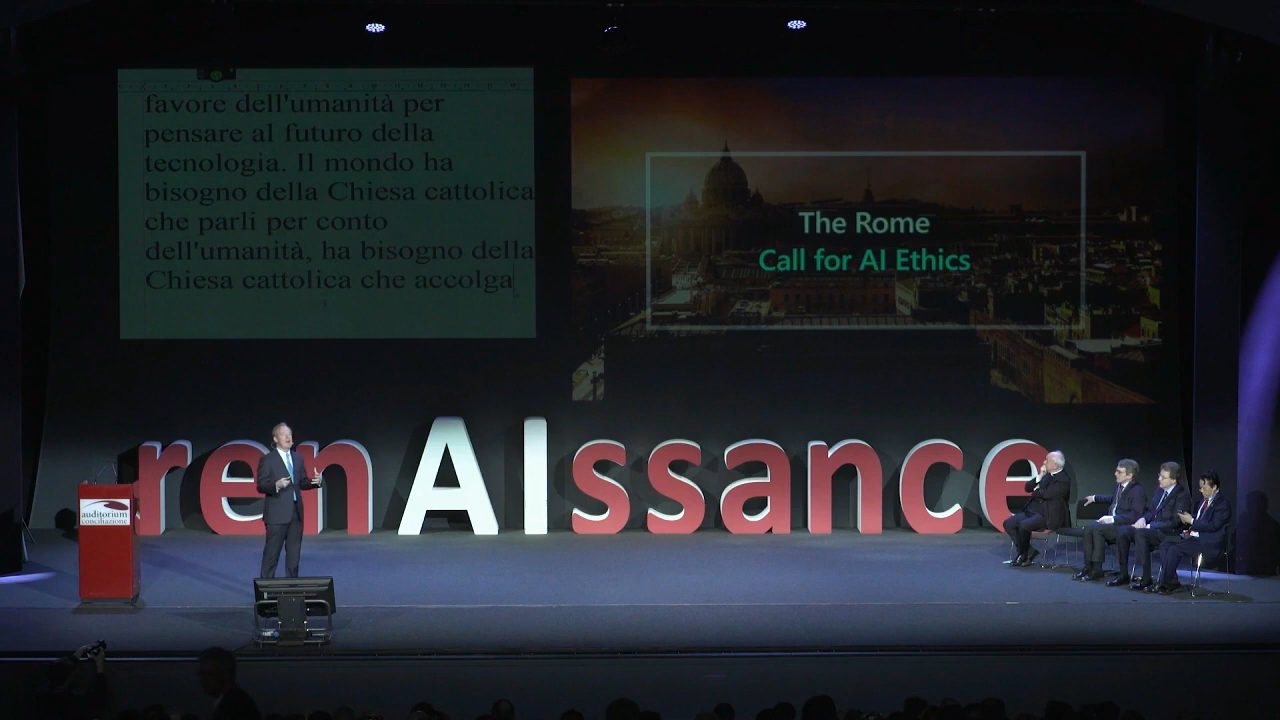 favore dell'umanità per
pensare al futuro della
tecnologia. Il mondo ha
bisogno della Chiesa cattolica
che parli per conto
dell'umanità, ha bisogno della
Chiesa cattolica che accolga
The Rome
Call for AI Ethics
renAIssance
auditorium
conciliazione